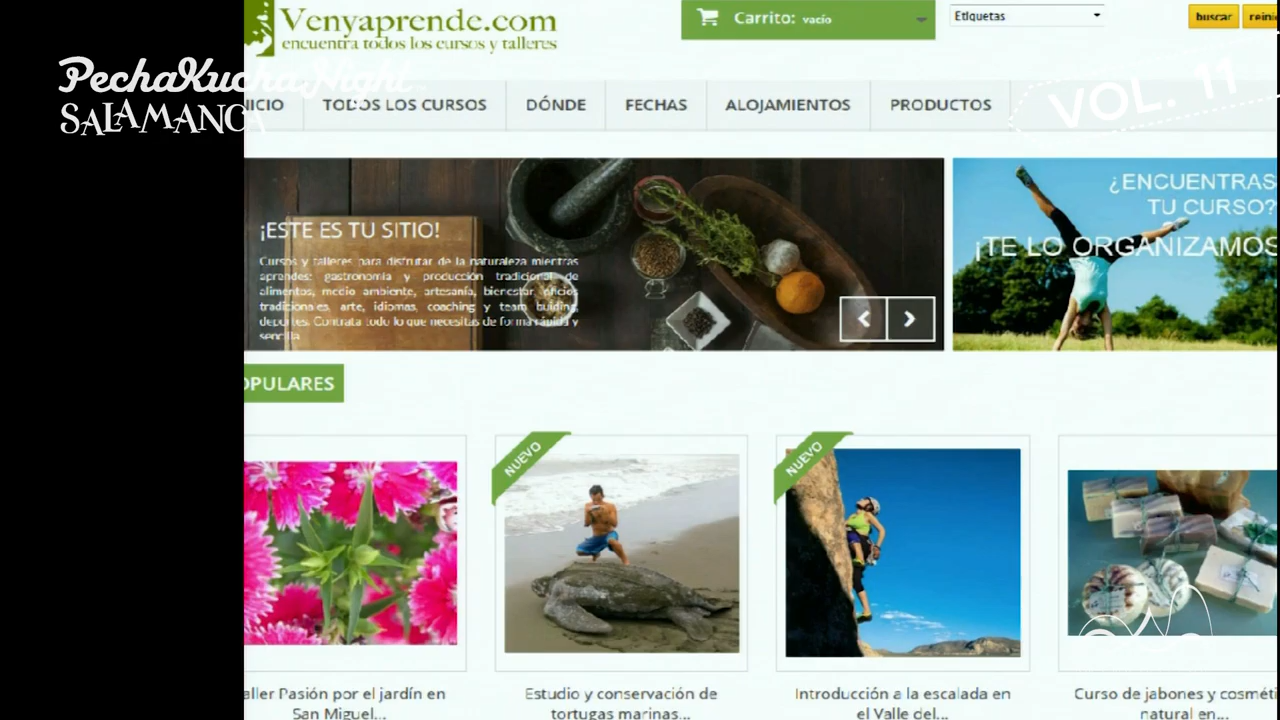 Venyaprende.com
encuentra todos los cursos y talleres
Carrito: vacío
Etiquetas
buscar
PechaKucha Night
SALAMANCA
VOL. 11
TODOS LOS CURSOS
DÓNDE
FECHAS
ALOJAMIENTOS
PRODUCTOS
¡ESTE ES TU SITIO!
Cursos y talleres para disfrutar de la naturaleza mientras
aprendes: gastronomía y producción tradicional de
alimentos, medio ambiente, artesanía, bienestar, oficios
tradicionales, arte, idiomas, coaching y team building,
deportes. Contrata todo lo que necesitas de forma rápida y
sencilla.
¿ENCUENTRAS
TU CURSO?
¡TE LO ORGANIZAMOS
OPULARES
NUEVO
NUEVO
aller Pasión por el jardín en
San Miguel...
Estudio y conservación de
tortugas marinas...
Introducción a la escalada en
el Valle del...
Curso de jabones y cosméti
natural en...